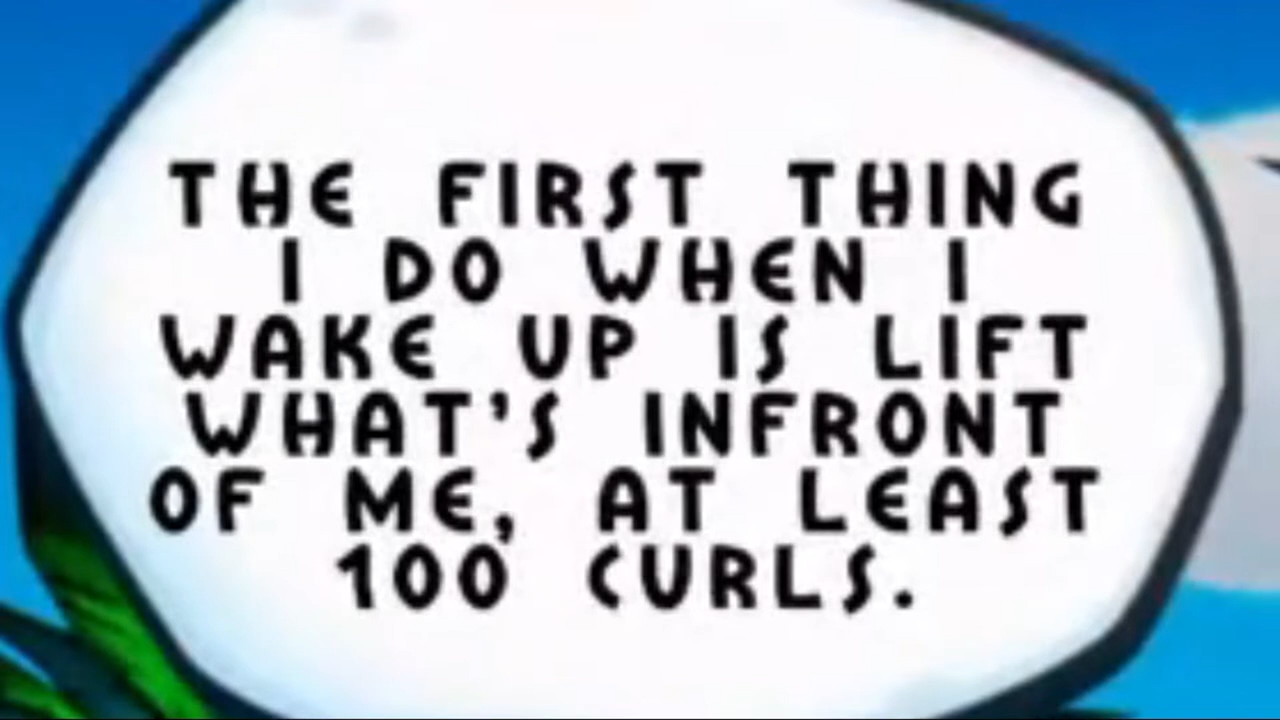 THE FIRST THING
I DO WHEN I
WAKE UP IS LIFT
WHAT'S INFRONT
OF ME, AT LEAST
100 CURLS.